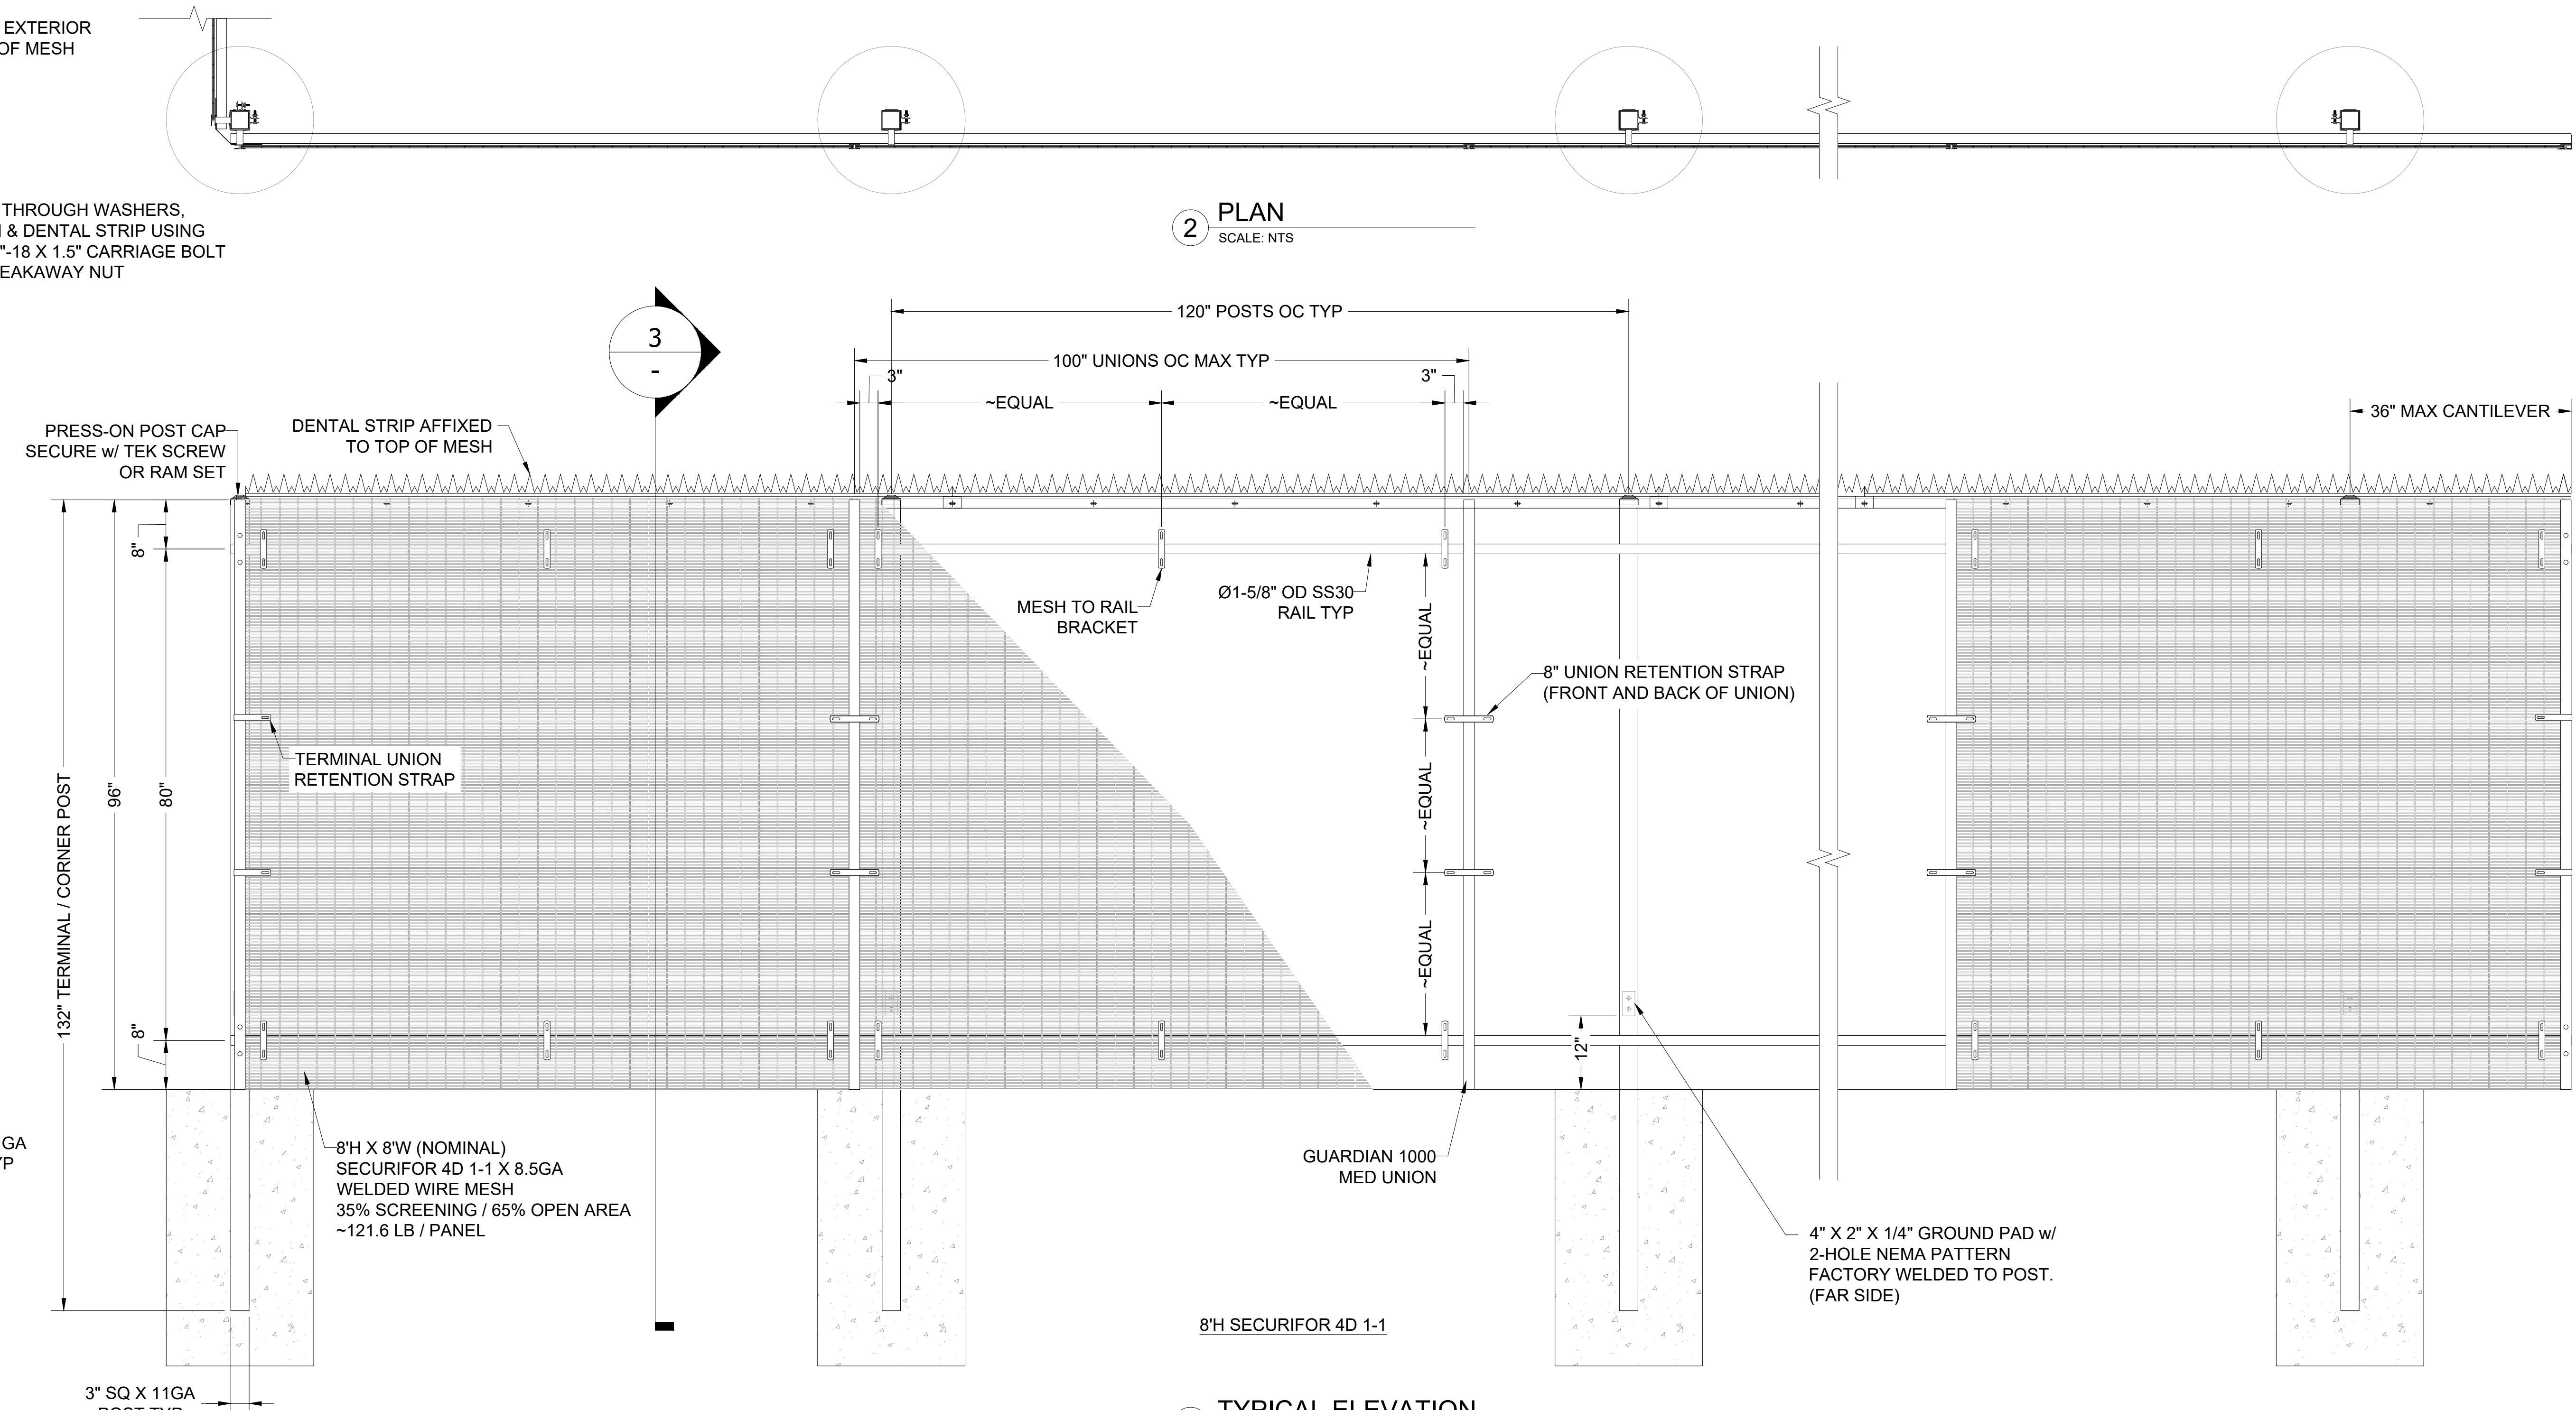 EXTERIOR
OF MESH
THROUGH WASHERS,
& DENTAL STRIP USING
"-18 X 1.5" CARRIAGE BOLT
EAKAWAY NUT
2
PLAN
SCALE: NTS
3
-
120" POSTS OC TYP
100" UNIONS OC MAX TYP
3"
3"
~EQUAL
~EQUAL
36" MAX CANTILEVER
PRESS-ON POST CAP
SECURE w/ TEK SCREW
OR RAM SET
DENTAL STRIP AFFIXED
TO TOP OF MESH
8"
MESH TO RAIL
BRACKET
Ø1-5/8" OD SS30
RAIL TYP
~EQUAL
8" UNION RETENTION STRAP
(FRONT AND BACK OF UNION)
TERMINAL UNION
RETENTION STRAP
132" TERMINAL / CORNER POST
96"
80"
~EQUAL
~EQUAL
8"
12"
GA
8'H X 8'W (NOMINAL)
SECURIFOR 4D 1-1 X 8.5GA
WELDED WIRE MESH
35% SCREENING / 65% OPEN AREA
~121.6 LB / PANEL
GUARDIAN 1000
MED UNION
4" X 2" X 1/4" GROUND PAD w/
2-HOLE NEMA PATTERN
FACTORY WELDED TO POST.
(FAR SIDE)
8'H SECURIFOR 4D 1-1
3" SQ X 11GA
POST TYP
TYPICAL ELEVATION